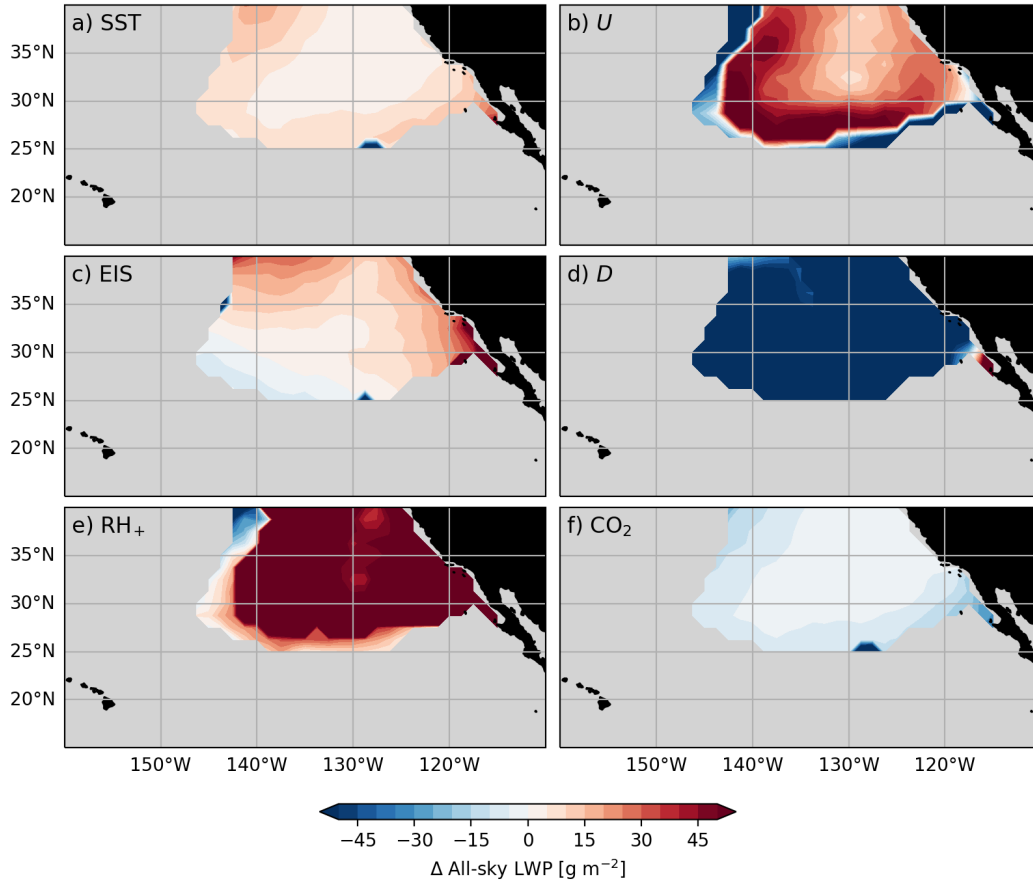 a) SST
b) U
35°N
30°N
25°N
20°N
c) EIS
d) D
35°N
30°N
25°N
20°N
e) RH₊
f) CO₂
35°N
30°N
25°N
20°N
150°W 140°W 130°W 120°W 150°W 140°W 130°W 120°W
−45 −30 −15 0 15 30 45
Δ All-sky LWP [g m⁻²]